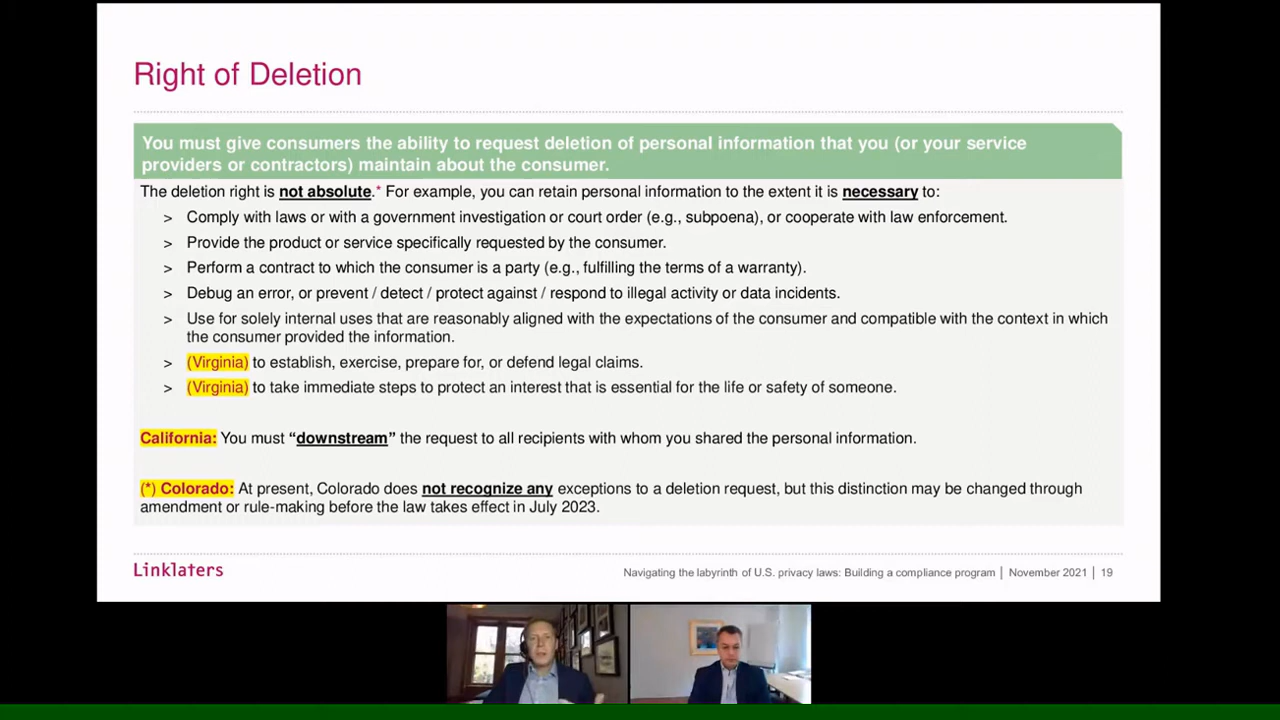 Right of Deletion
You must give consumers the ability to request deletion of personal information that you (or your service
providers or contractors) maintain about the consumer.
The deletion right is not absolute.* For example, you can retain personal information to the extent it is necessary to:
> Comply with laws or with a government investigation or court order (e.g., subpoena), or cooperate with law enforcement.
> Provide the product or service specifically requested by the consumer.
> Perform a contract to which the consumer is a party (e.g., fulfilling the terms of a warranty).
> Debug an error, or prevent / detect / protect against / respond to illegal activity or data incidents.
> Use for solely internal uses that are reasonably aligned with the expectations of the consumer and compatible with the context in which
the consumer provided the information.
> (Virginia) to establish, exercise, prepare for, or defend legal claims.
> (Virginia) to take immediate steps to protect an interest that is essential for the life or safety of someone.
California: You must “downstream” the request to all recipients with whom you shared the personal information.
(*) Colorado: At present, Colorado does not recognize any exceptions to a deletion request, but this distinction may be changed through
amendment or rule-making before the law takes effect in July 2023.
Linklaters
Navigating the labyrinth of U.S. privacy laws: Building a compliance program | November 2021 | 19